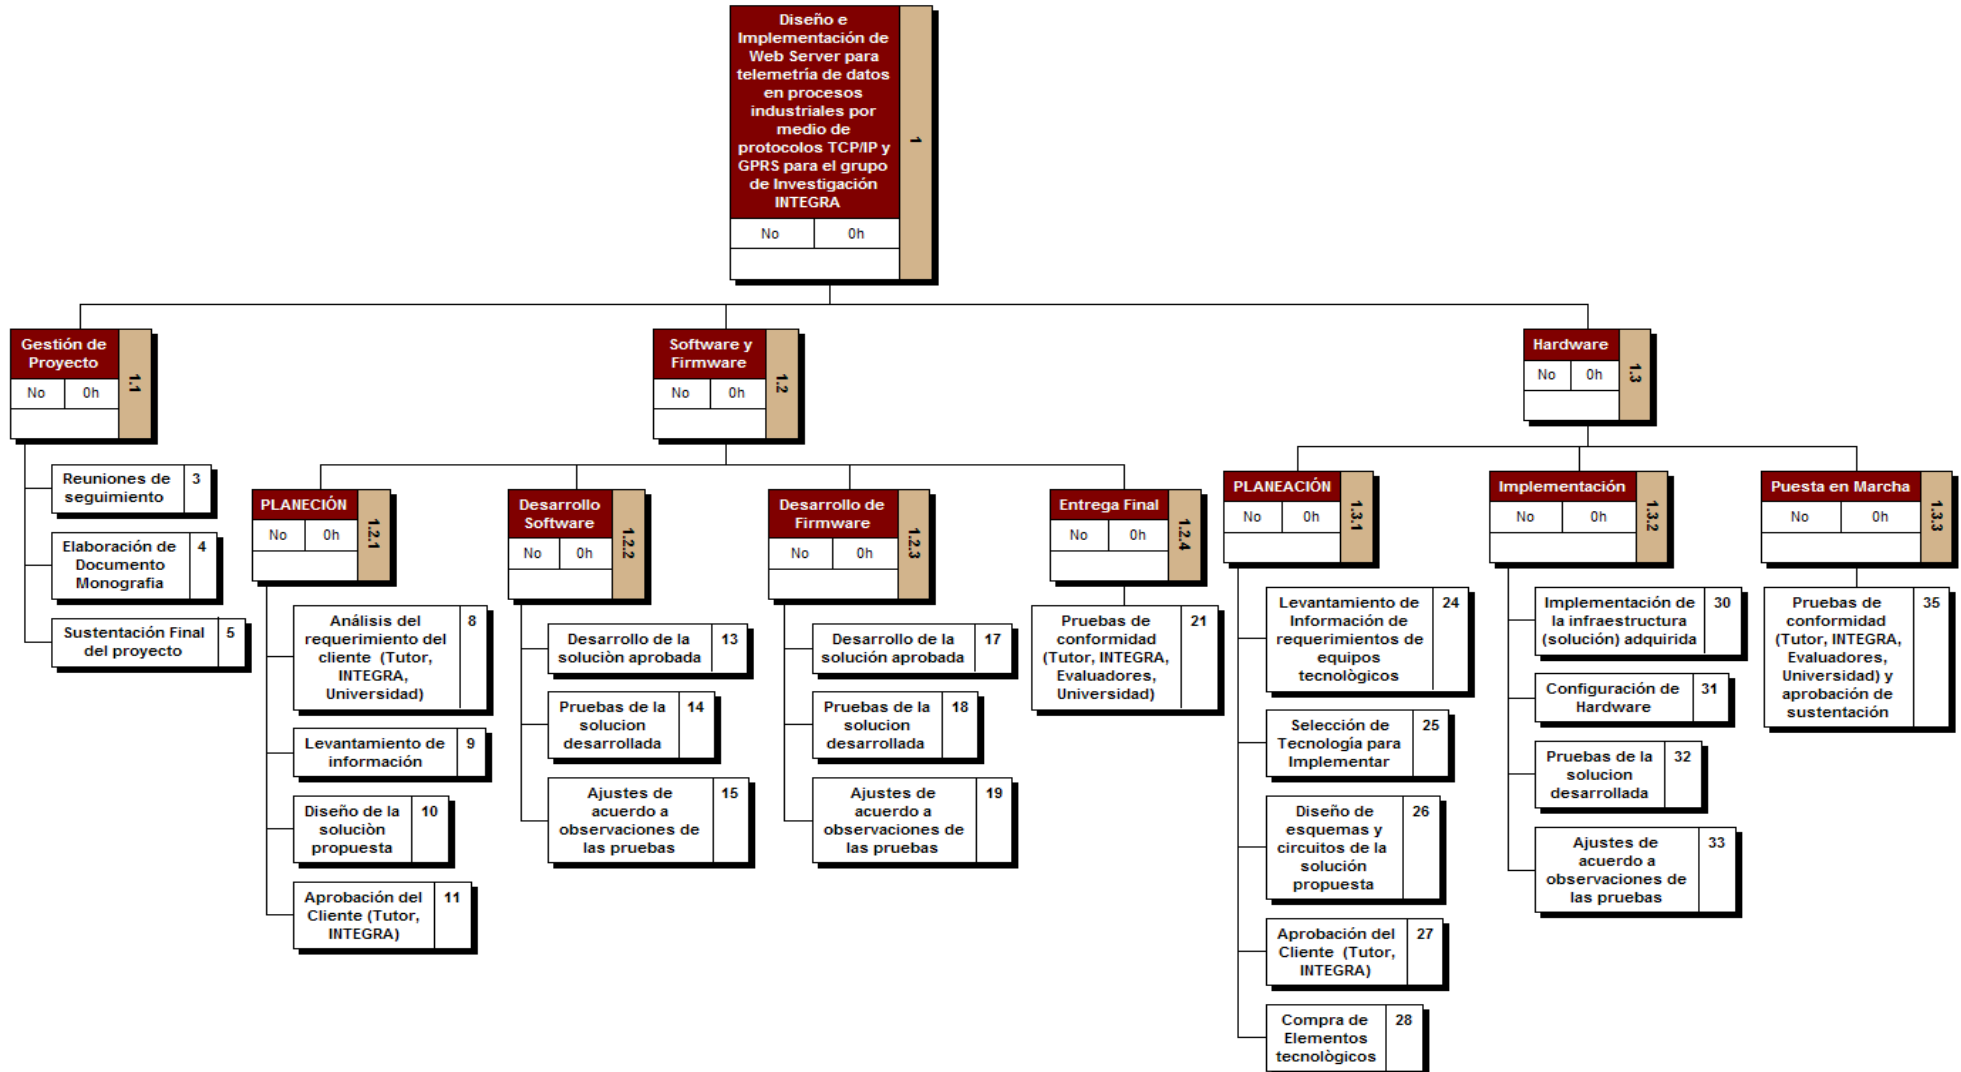 Diseño e
Implementación de
Web Server para
telemetría de datos
en procesos
industriales por
medio de
protocolos TCP/IP y
GPRS para el grupo
de Investigación
INTEGRA
1
No 0h
Gestión de
Proyecto
1.1
No 0h
Software y
Firmware
1.2
No 0h
Hardware
1.3
No 0h
Reuniones de
seguimiento
3
Elaboración de
Documento
Monografia
4
Sustentación Final
del proyecto
5
PLANECIÓN
1.2.1
No 0h
Análisis del
requerimiento del
cliente (Tutor,
INTEGRA,
Universidad)
8
Levantamiento de
información
9
Diseño de la
soluciòn
propuesta
10
Aprobación del
Cliente (Tutor,
INTEGRA)
11
Desarrollo
Software
1.2.2
No 0h
Desarrollo de la
soluciòn aprobada
13
Pruebas de la
solucion
desarrollada
14
Ajustes de
acuerdo a
observaciones de
las pruebas
15
Desarrollo de
Firmware
1.2.3
No 0h
Desarrollo de la
solución aprobada
17
Pruebas de la
solucion
desarrollada
18
Ajustes de
acuerdo a
observaciones de
las pruebas
19
Entrega Final
1.2.4
No 0h
Pruebas de
conformidad
(Tutor, INTEGRA,
Evaluadores,
Universidad)
21
PLANEACIÓN
1.3.1
No 0h
Levantamiento de
Información de
requerimientos de
equipos
tecnològicos
24
Selección de
Tecnología para
Implementar
25
Diseño de
esquemas y
circuitos de la
solución
propuesta
26
Aprobación del
Cliente (Tutor,
INTEGRA)
27
Compra de
Elementos
tecnològicos
28
Implementación
1.3.2
No 0h
Implementación de
la infraestructura
(solución) adquirida
30
Configuración de
Hardware
31
Pruebas de la
solucion
desarrollada
32
Ajustes de
acuerdo a
observaciones de
las pruebas
33
Puesta en Marcha
1.3.3
No 0h
Pruebas de
conformidad
(Tutor, INTEGRA,
Evaluadores,
Universidad) y
aprobación de
sustentación
35